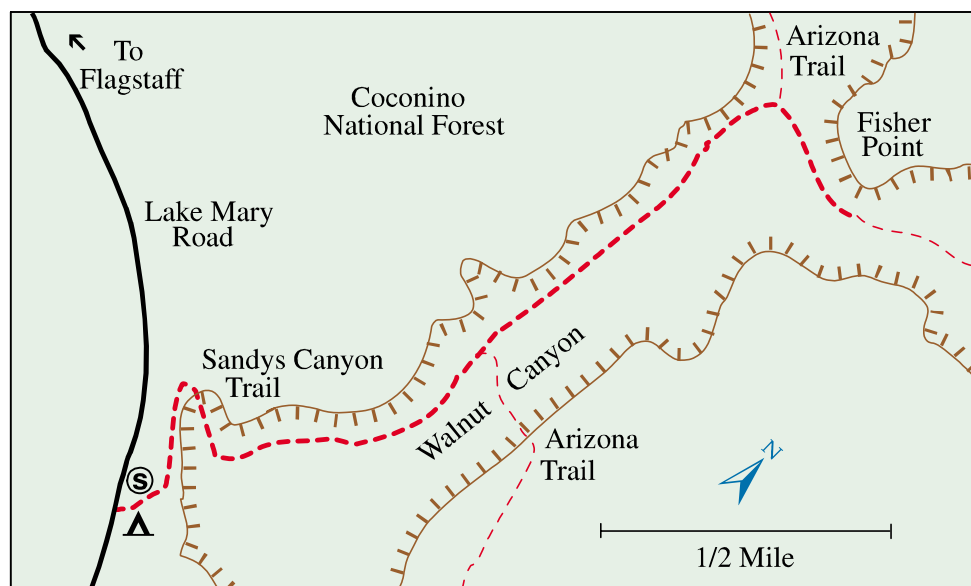 To
Flagstaff
Arizona
Trail
Coconino
National Forest
Fisher
Point
Lake Mary
Road
Sandys Canyon
Trail
Walnut Canyon
Arizona
Trail
S
N
1/2 Mile